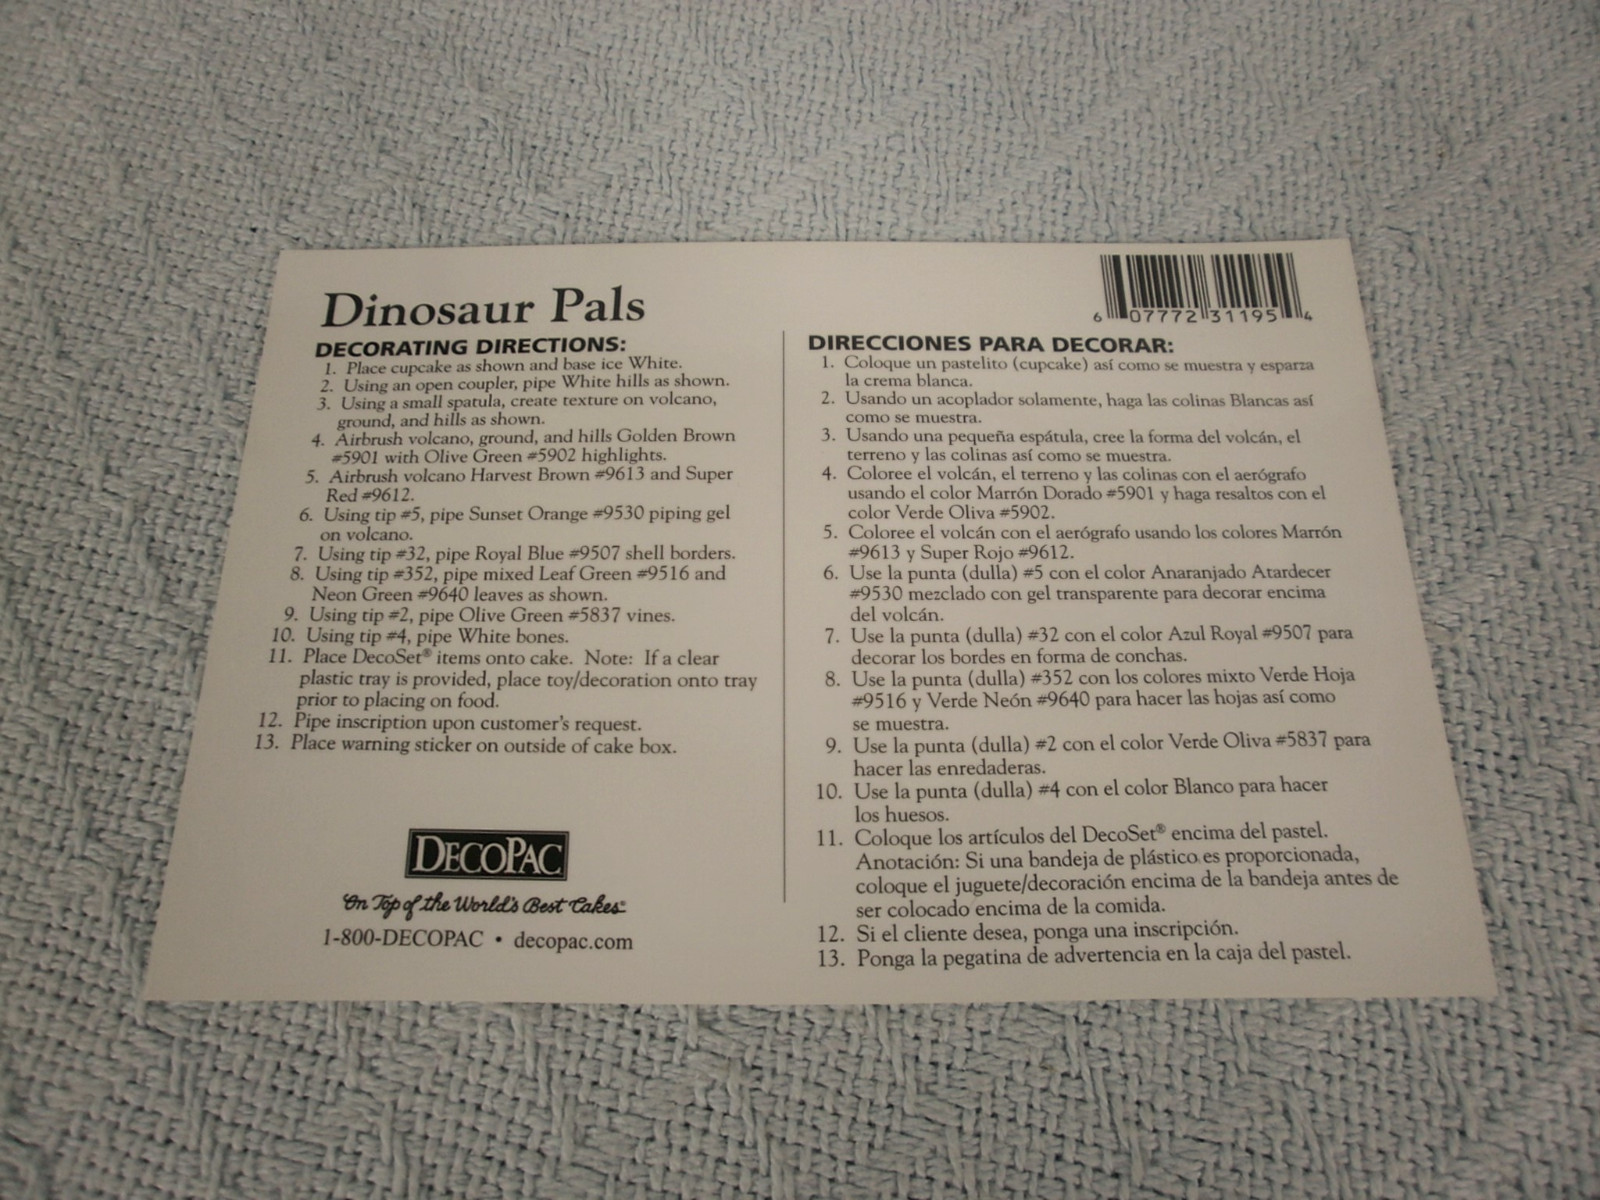 Dinosaur Pals
DECORATING DIRECTIONS:
1. Place cupcake as shown and base ice White.
2. Using an open coupler, pipe White hills as shown.
3. Using a small spatula, create texture on volcano,
ground, and hills as shown.
4. Airbrush volcano, ground, and hills Golden Brown
#5901 with Olive Green #5902 highlights.
5. Airbrush volcano Harvest Brown #9613 and Super
Red #9612.
6. Using tip #5, pipe Sunset Orange #9530 piping gel
on volcano.
7. Using tip #32, pipe Royal Blue #9507 shell borders.
8. Using tip #352, pipe mixed Leaf Green #9516 and
Neon Green #9640 leaves as shown.
9. Using tip #2, pipe Olive Green #5837 vines.
10. Using tip #4, pipe White bones.
11. Place DecoSet® items onto cake. Note: If a clear
plastic tray is provided, place toy/decoration onto tray
prior to placing on food.
12. Pipe inscription upon customer's request.
13. Place warning sticker on outside of cake box.
DECOPAC
On Top of the World's Best Cakes®
1-800-DECOPAC • decopac.com
6 07772 31195 4
DIRECCIONES PARA DECORAR:
1. Coloque un pastelito (cupcake) así como se muestra y esparza
la crema blanca.
2. Usando un acoplador solamente, haga las colinas Blancas así
como se muestra.
3. Usando una pequeña espátula, cree la forma del volcán, el
terreno y las colinas así como se muestra.
4. Coloree el volcán, el terreno y las colinas con el aerógrafo
usando el color Marrón Dorado #5901 y haga resaltos con el
color Verde Oliva #5902.
5. Coloree el volcán con el aerógrafo usando los colores Marrón
#9613 y Super Rojo #9612.
6. Use la punta (dulla) #5 con el color Anaranjado Atardecer
#9530 mezclado con gel transparente para decorar encima
del volcán.
7. Use la punta (dulla) #32 con el color Azul Royal #9507 para
decorar los bordes en forma de conchas.
8. Use la punta (dulla) #352 con los colores mixto Verde Hoja
#9516 y Verde Neón #9640 para hacer las hojas así como
se muestra.
9. Use la punta (dulla) #2 con el color Verde Oliva #5837 para
hacer las enredaderas.
10. Use la punta (dulla) #4 con el color Blanco para hacer
los huesos.
11. Coloque los artículos del DecoSet® encima del pastel.
Anotación: Si una bandeja de plástico es proporcionada,
coloque el juguete/decoración encima de la bandeja antes de
ser colocado encima de la comida.
12. Si el cliente desea, ponga una inscripción.
13. Ponga la pegatina de advertencia en la caja del pastel.